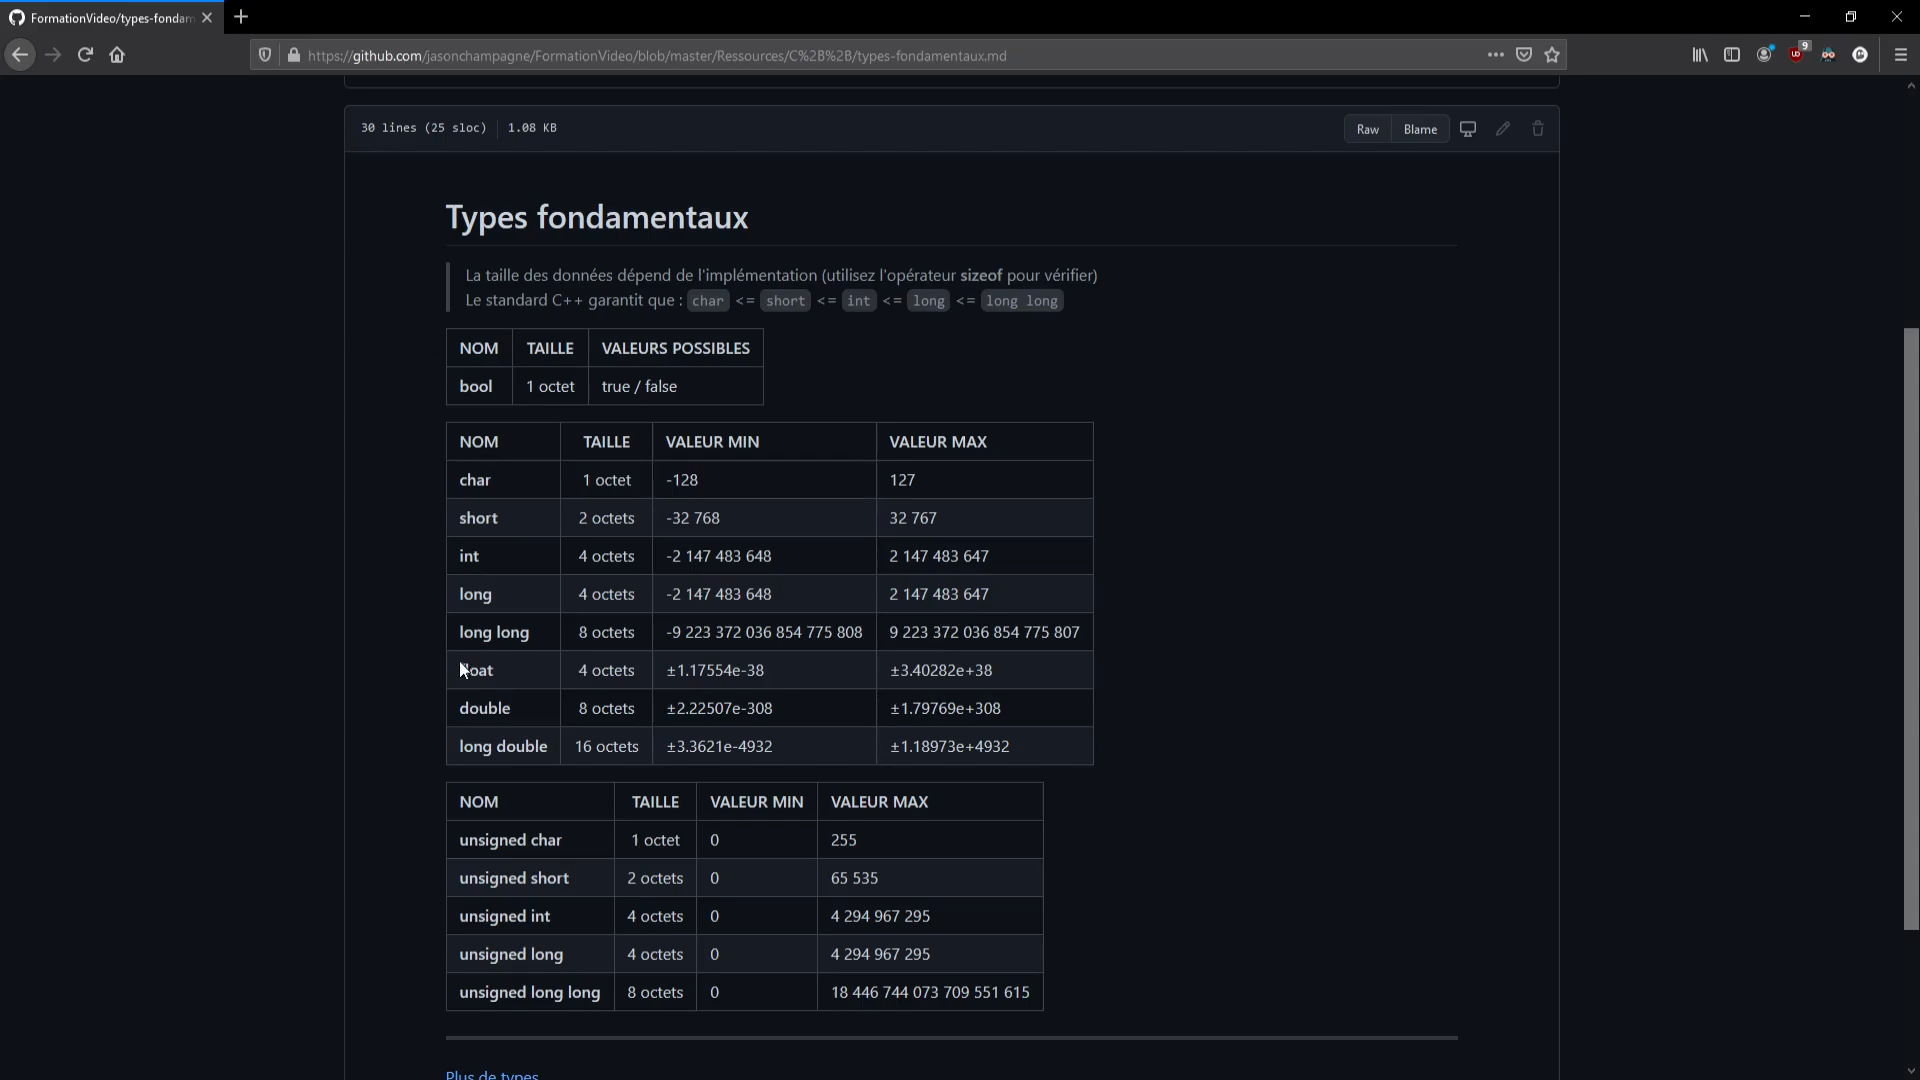 FormationVideo/types-fondam
https://github.com/jasonchampagne/FormationVideo/blob/master/Ressources/C%2B%2B/types-fondamentaux.md
9
30 lines (25 sloc) 1.08 KB
Raw Blame
Types fondamentaux
La taille des données dépend de l'implémentation (utilisez l'opérateur sizeof pour vérifier)
Le standard C++ garantit que : char <= short <= int <= long <= long long
NOM TAILLE VALEURS POSSIBLES
bool 1 octet true / false
NOM TAILLE VALEUR MIN VALEUR MAX
char 1 octet -128 127
short 2 octets -32 768 32 767
int 4 octets -2 147 483 648 2 147 483 647
long 4 octets -2 147 483 648 2 147 483 647
long long 8 octets -9 223 372 036 854 775 808 9 223 372 036 854 775 807
float 4 octets ±1.17554e-38 ±3.40282e+38
double 8 octets ±2.22507e-308 ±1.79769e+308
long double 16 octets ±3.3621e-4932 ±1.18973e+4932
NOM TAILLE VALEUR MIN VALEUR MAX
unsigned char 1 octet 0 255
unsigned short 2 octets 0 65 535
unsigned int 4 octets 0 4 294 967 295
unsigned long 4 octets 0 4 294 967 295
unsigned long long 8 octets 0 18 446 744 073 709 551 615
Plus de types